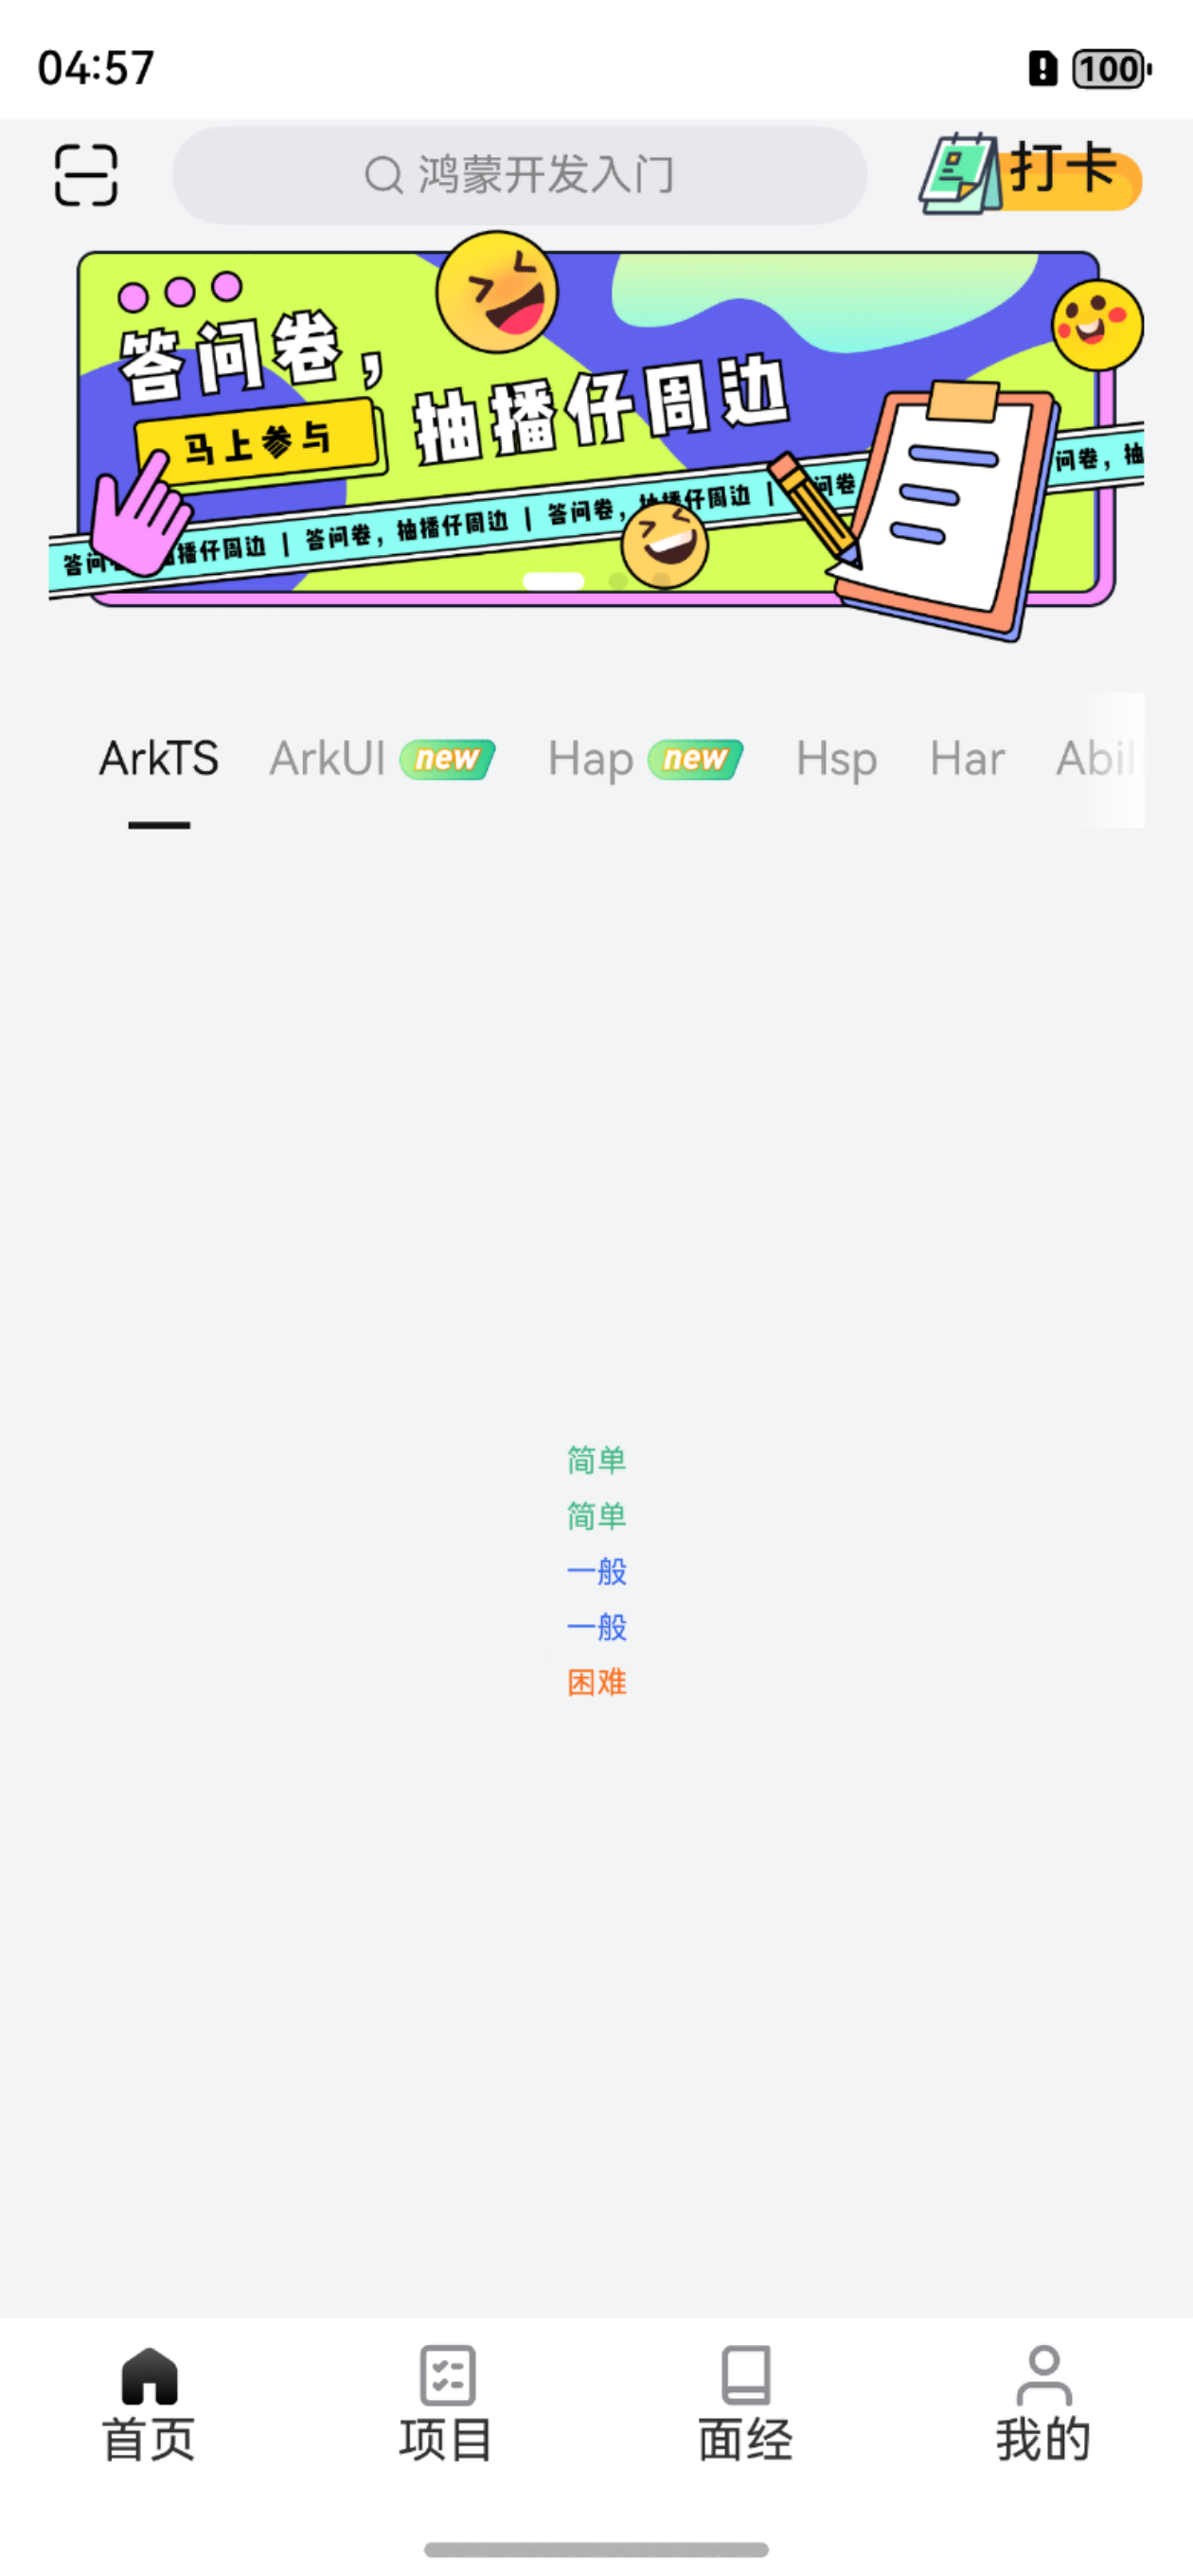 04:57
100
鸿蒙开发入门
打卡
答问卷，
抽播仔周边
马上参与
播仔周边 | 答问卷，抽播仔周边 | 答问卷，抽播仔周边 | 问卷
问卷，抽
ArkTS ArkUI new Hap new Hsp Har Abil
简单
简单
一般
一般
困难
首页 项目 面经 我的